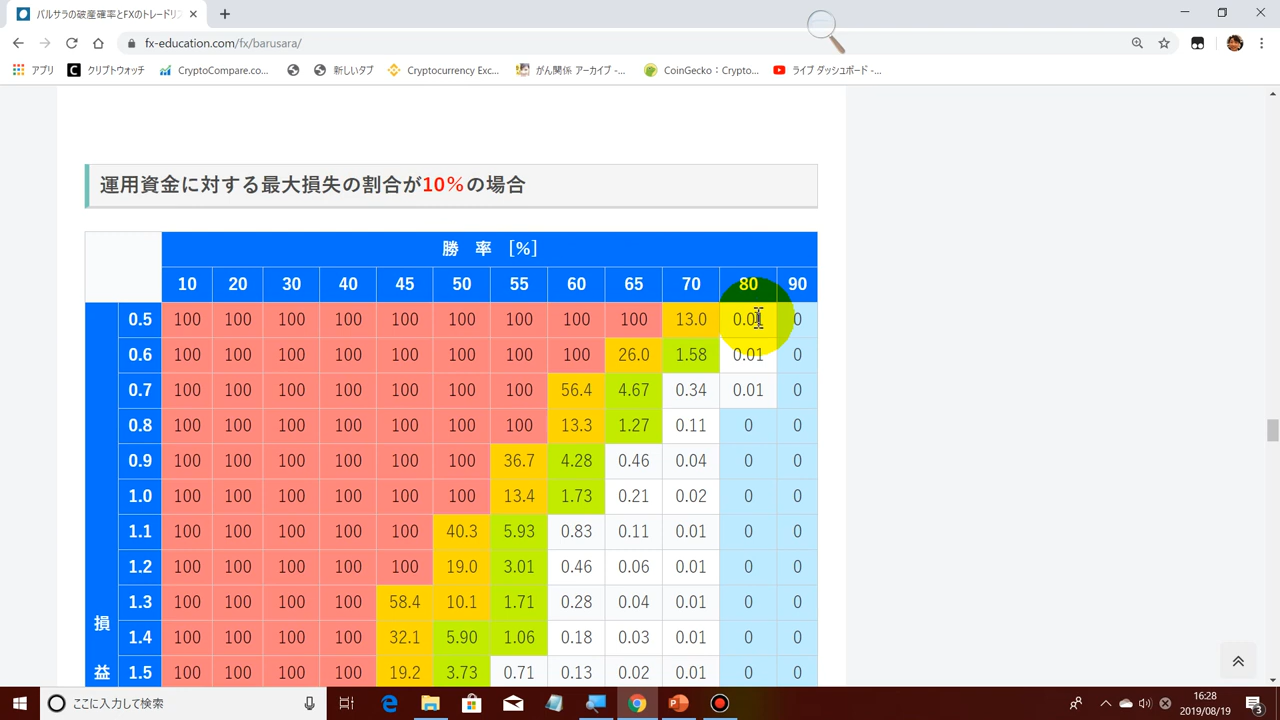 バルサラの破産確率とFXのトレードリス
fx-education.com/fx/barusara/
アプリ
クリプトウォッチ
CryptoCompare.co...
新しいタブ
Cryptocurrency Exc...
がん関係 アーカイブ -...
CoinGecko：Crypto...
ライブ ダッシュボード -...
運用資金に対する最大損失の割合が10%の場合
勝 率 [%]
10 20 30 40 45 50 55 60 65 70 80 90
0.5 100 100 100 100 100 100 100 100 100 13.0 0.0 0
0.6 100 100 100 100 100 100 100 100 26.0 1.58 0.01 0
0.7 100 100 100 100 100 100 100 56.4 4.67 0.34 0.01 0
0.8 100 100 100 100 100 100 100 13.3 1.27 0.11 0 0
0.9 100 100 100 100 100 100 36.7 4.28 0.46 0.04 0 0
1.0 100 100 100 100 100 100 13.4 1.73 0.21 0.02 0 0
1.1 100 100 100 100 100 40.3 5.93 0.83 0.11 0.01 0 0
1.2 100 100 100 100 100 19.0 3.01 0.46 0.06 0.01 0 0
1.3 100 100 100 100 58.4 10.1 1.71 0.28 0.04 0.01 0 0
1.4 100 100 100 100 32.1 5.90 1.06 0.18 0.03 0.01 0 0
1.5 100 100 100 100 19.2 3.73 0.71 0.13 0.02 0.01 0 0
損
益
ここに入力して検索
16:28
2019/08/19
3